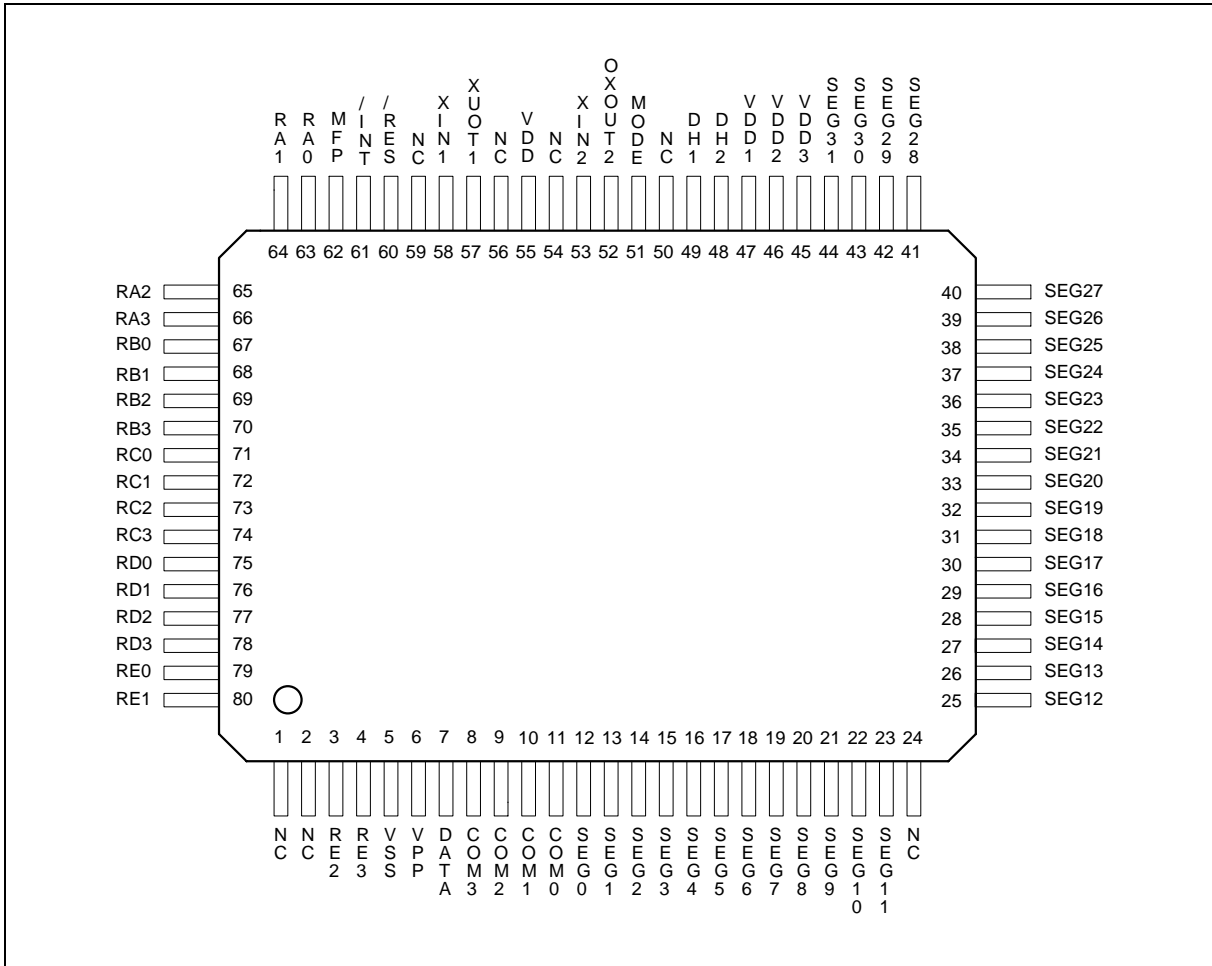 RA1 RA0 MFP /INT /RES NC XIN1 XUOT1 NC VDD NC XIN2 OXOUT2 MODE NC DH1 DH2 VDD1 VDD2 VDD3 SEG31 SEG30 SEG29 SEG28
64 63 62 61 60 59 58 57 56 55 54 53 52 51 50 49 48 47 46 45 44 43 42 41
RA2 65 40 SEG27
RA3 66 39 SEG26
RB0 67 38 SEG25
RB1 68 37 SEG24
RB2 69 36 SEG23
RB3 70 35 SEG22
RC0 71 34 SEG21
RC1 72 33 SEG20
RC2 73 32 SEG19
RC3 74 31 SEG18
RD0 75 30 SEG17
RD1 76 29 SEG16
RD2 77 28 SEG15
RD3 78 27 SEG14
RE0 79 26 SEG13
RE1 80 25 SEG12
1 2 3 4 5 6 7 8 9 10 11 12 13 14 15 16 17 18 19 20 21 22 23 24
NC NC RE2 RE3 VSS VPP DATA COM3 COM2 COM1 COM0 SEG0 SEG1 SEG2 SEG3 SEG4 SEG5 SEG6 SEG7 SEG8 SEG9 SEG10 SEG11 NC